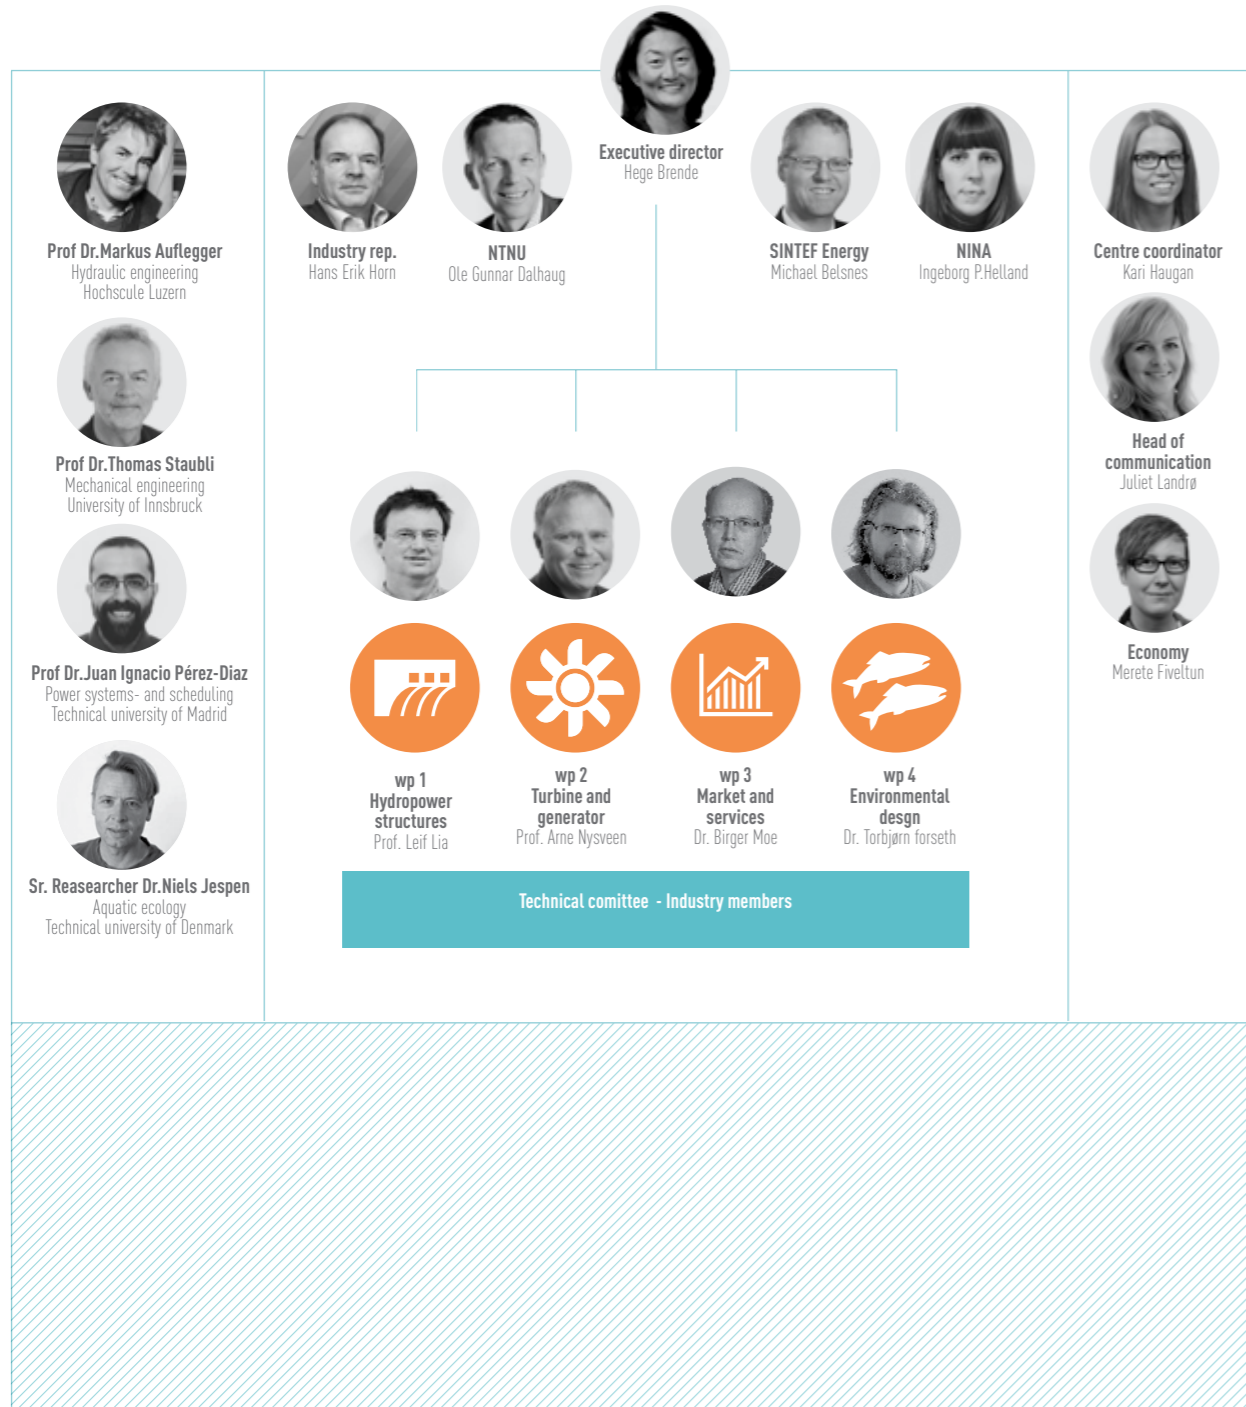 Executive director
Hege Brende
Prof Dr.Markus Auflegger
Hydraulic engineering
Hochscule Luzern
Prof Dr.Thomas Staubli
Mechanical engineering
University of Innsbruck
Prof Dr.Juan Ignacio Pérez-Diaz
Power systems- and scheduling
Technical university of Madrid
Sr. Reasearcher Dr.Niels Jespen
Aquatic ecology
Technical university of Denmark
Industry rep.
Hans Erik Horn
NTNU
Ole Gunnar Dalhaug
SINTEF Energy
Michael Belsnes
NINA
Ingeborg P.Helland
wp 1
Hydropower
structures
Prof. Leif Lia
wp 2
Turbine and
generator
Prof. Arne Nysveen
wp 3
Market and
services
Dr. Birger Moe
wp 4
Environmental
desgn
Dr. Torbjørn forseth
Technical comittee - Industry members
Centre coordinator
Kari Haugan
Head of
communication
Juliet Landrø
Economy
Merete Fiveltun